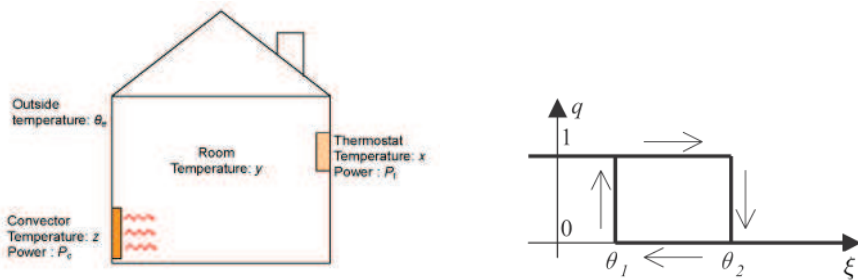 Outside
temperature: θe
Room
Temperature: y
Thermostat
Temperature: x
Power : Pt
Convector
Temperature: z
Power : Pc
q
1
0
θ1
θ2
ξ